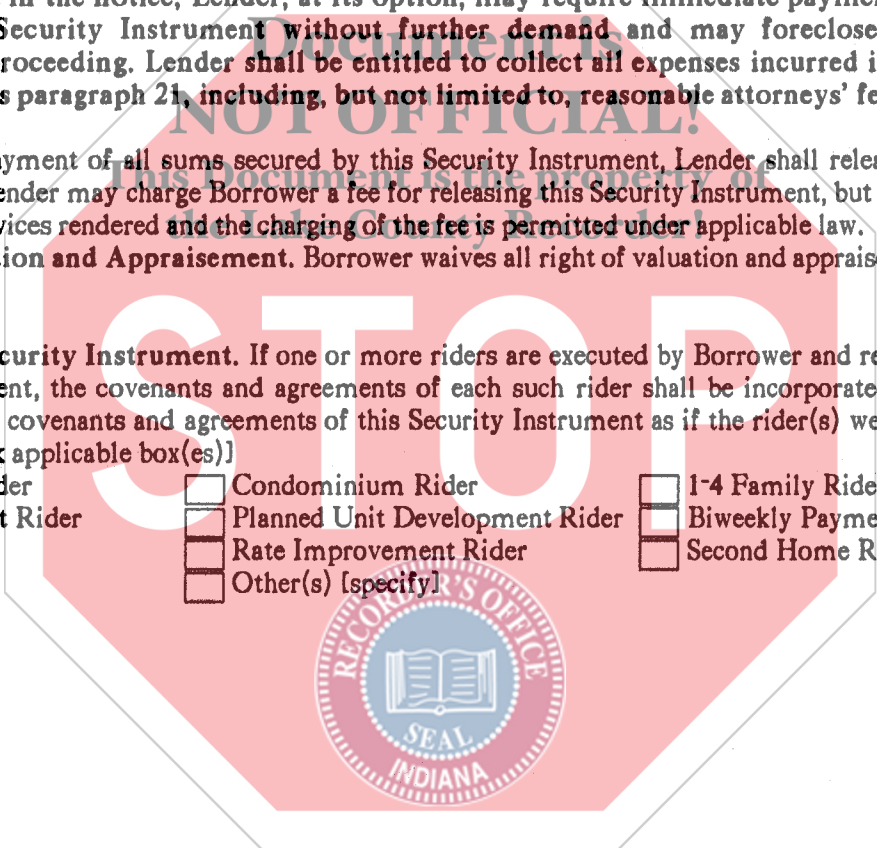 in the notice, Lender, at its option, may require immediate payme
Security Instrument without further demand and may foreclose
roceeding. Lender shall be entitled to collect all expenses incurred i
s paragraph 21, including, but not limited to, reasonable attorneys' fe
yment of all sums secured by this Security Instrument, Lender shall relea
ender may charge Borrower a fee for releasing this Security Instrument, but
vices rendered and the charging of the fee is permitted under applicable law.
ion and Appraisement. Borrower waives all right of valuation and apprais
curity Instrument. If one or more riders are executed by Borrower and re
ent, the covenants and agreements of each such rider shall be incorporate
covenants and agreements of this Security Instrument as if the rider(s) we
applicable box(es)]
der Condominium Rider 1-4 Family Ride
t Rider Planned Unit Development Rider Biweekly Payme
Rate Improvement Rider Second Home R
Other(s) [specify]
Document is
NOT OFFICIAL!
This Document is the property of
the Lake County Recorder!
STOP
RECORDER'S OFFICE
SEAL
INDIANA